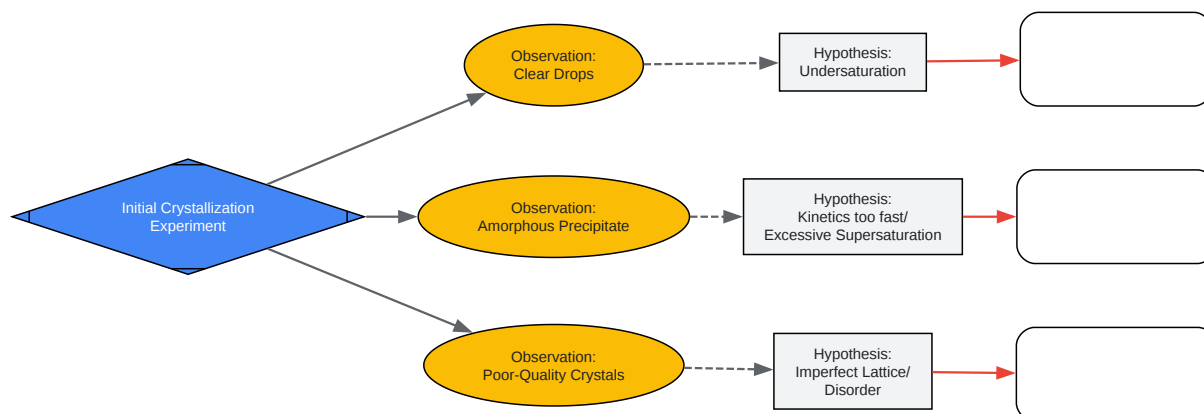 Initial Crystallization
Experiment
Observation:
Clear Drops
Hypothesis:
Undersaturation
Observation:
Amorphous Precipitate
Hypothesis:
Kinetics too fast/
Excessive Supersaturation
Observation:
Poor-Quality Crystals
Hypothesis:
Imperfect Lattice/
Disorder